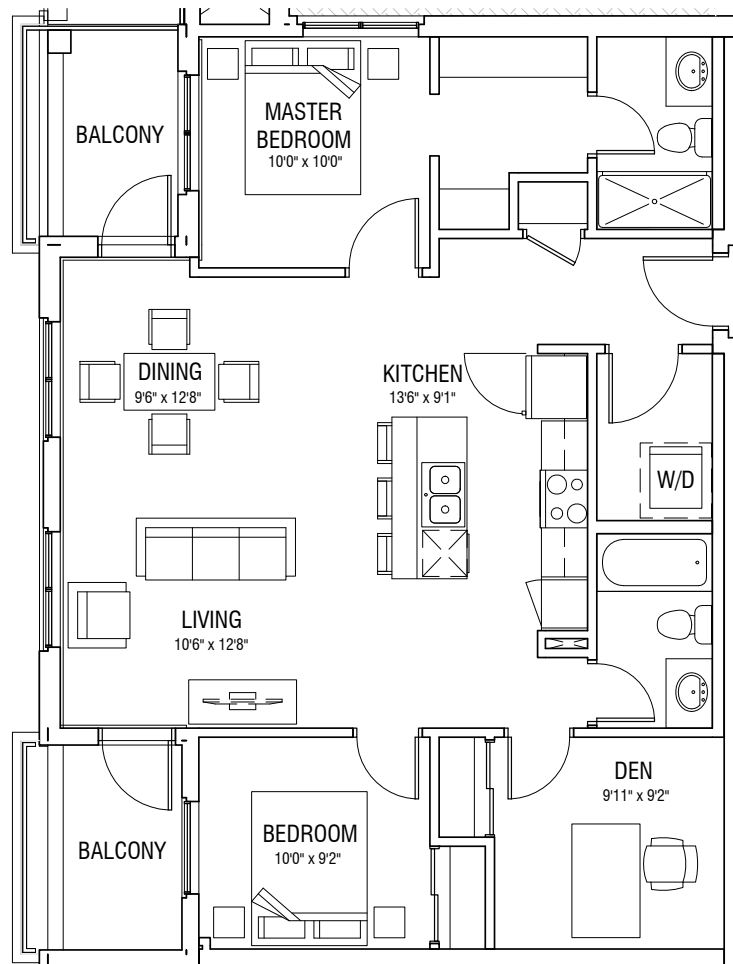 MASTER
BEDROOM
10'0" x 10'0"
BALCONY
DINING
9'6" x 12'8"
KITCHEN
13'6" x 9'1"
W/D
LIVING
10'6" x 12'8"
DEN
9'11" x 9'2"
BEDROOM
10'0" x 9'2"
BALCONY